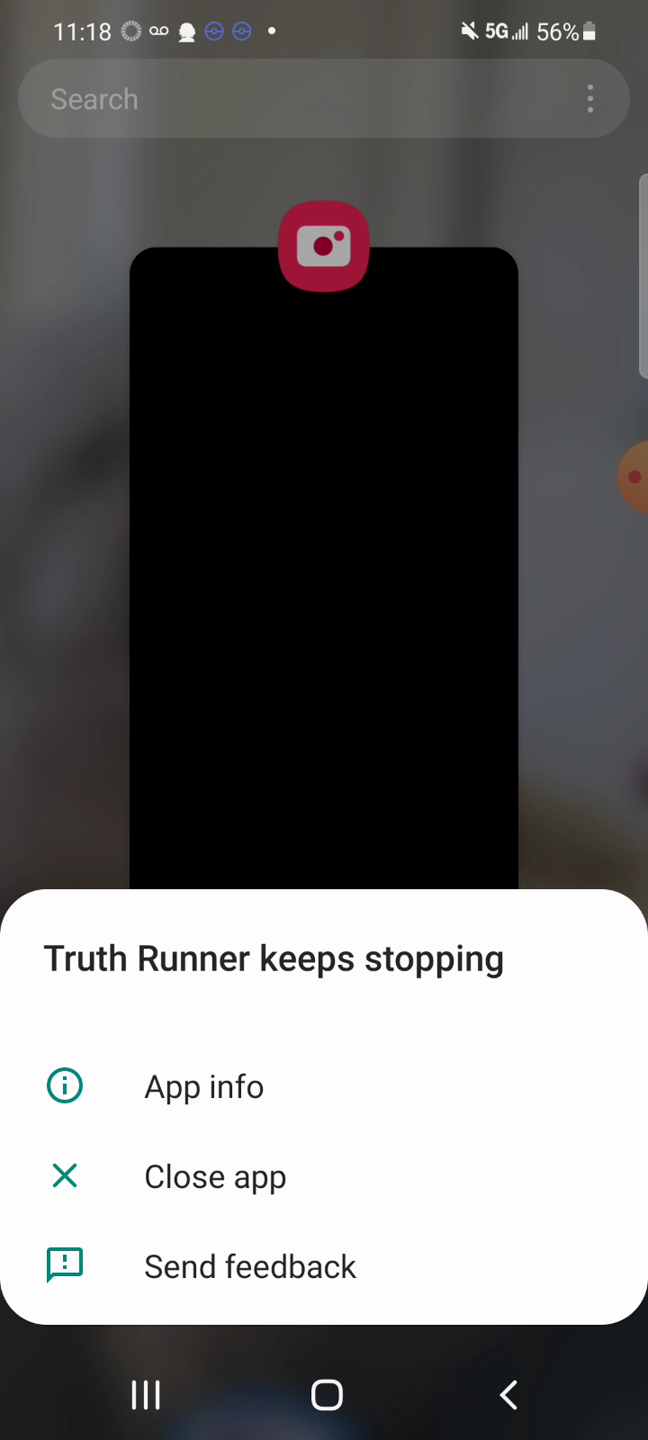 11:18 5G 56%
Search
Truth Runner keeps stopping
App info
Close app
Send feedback